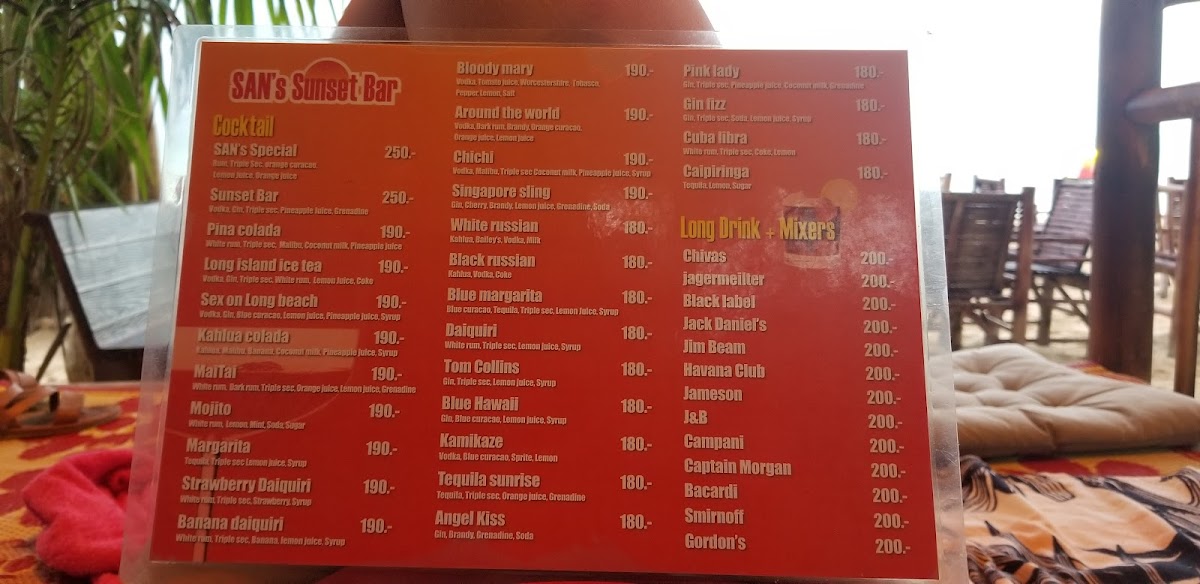 SAN's Sunset Bar
Cocktail
SAN's Special 250.-
Rum, Triple Sec, orange curacao,
Lemon Juice, Orange juice
Sunset Bar 250.-
Vodka, Gin, Triple sec, Pineapple Juice, Grenadine
Pina colada 190.-
White rum, Triple sec, Malibu, Coconut milk, Pineapple juice
Long island ice tea 190.-
Vodka, Gin, Triple sec, White rum, Lemon Juice, Coke
Sex on Long beach 190.-
Vodka, Gin, Blue curacao, Lemon juice, Pineapple juice, Syrup
Kahlua colada 190.-
Kahlua, Malibu, Banana, Coconut milk, Pineapple juice, Syrup
MaiTai 190.-
White rum, Dark rum, Triple sec, Orange juice, Lemon juice, Grenadine
Mojito 190.-
White rum, Lemon, Mint, Soda, Sugar
Margarita 190.-
Tuquila, Triple sec Lemon juice, Syrup
Strawberry Daiquiri 190.-
White rum, Triple sec, Strawberry, Syrup
Banana daiquiri 190.-
White rum, Triple sec, Banana, lemon juice, Syrup
Bloody mary 190.-
Vodka, Tomato juice, Worcestershire, Tobasco,
Pepper Lemon, Salt
Around the world 190.-
Vodka, Dark rum, Brandy, Orange curacao,
Orange juice, Lemon juice
Chichi 190.-
Vodka, Malibu, Triple sec Coconut milk, Pineapple juice, Syrup
Singapore sling 190.-
Gin, Cherry, Brandy, Lemon juice, Grenadine, Soda
White russian 180.-
Kahlua, Bailey's, Vodka, Milk
Black russian 180.-
Kahlua, Vodka, Coke
Blue margarita 180.-
Blue curacao, Tequila, Triple sec, Lemon Juice, Syrup
Daiquiri 180.-
White rum, Triple sec, Lemon juice, Syrup
Tom Collins 180.-
Gin, Triple sec, Lemon juice, Syrup
Blue Hawaii 180.-
Gin, Blue curacao, Lemon juice, Syrup
Kamikaze 180.-
Vodka, Blue curacao, Sprite, Lemon
Tequila sunrise 180.-
Tequila, Triple sec, Orange juice, Grenadine
Angel Kiss 180.-
Gin, Brandy, Grenadine, Soda
Pink lady 180.-
Gin, Triple sec, Pineapple juice, Coconut milk, Grenadine
Gin fizz 180.-
Gin, Triple sec, Soda, Lemon juice, Syrup
Cuba libra 180.-
White rum, Triple sec, Coke, Lemon
Caipiringa 180.-
Tequila, Lemon, Sugar
Long Drink + Mixers
Chivas 200.-
jagermeilter 200.-
Black label 200.-
Jack Daniel's 200.-
Jim Beam 200.-
Havana Club 200.-
Jameson 200.-
J&B 200.-
Campani 200.-
Captain Morgan 200.-
Bacardi 200.-
Smirnoff 200.-
Gordon's 200.-